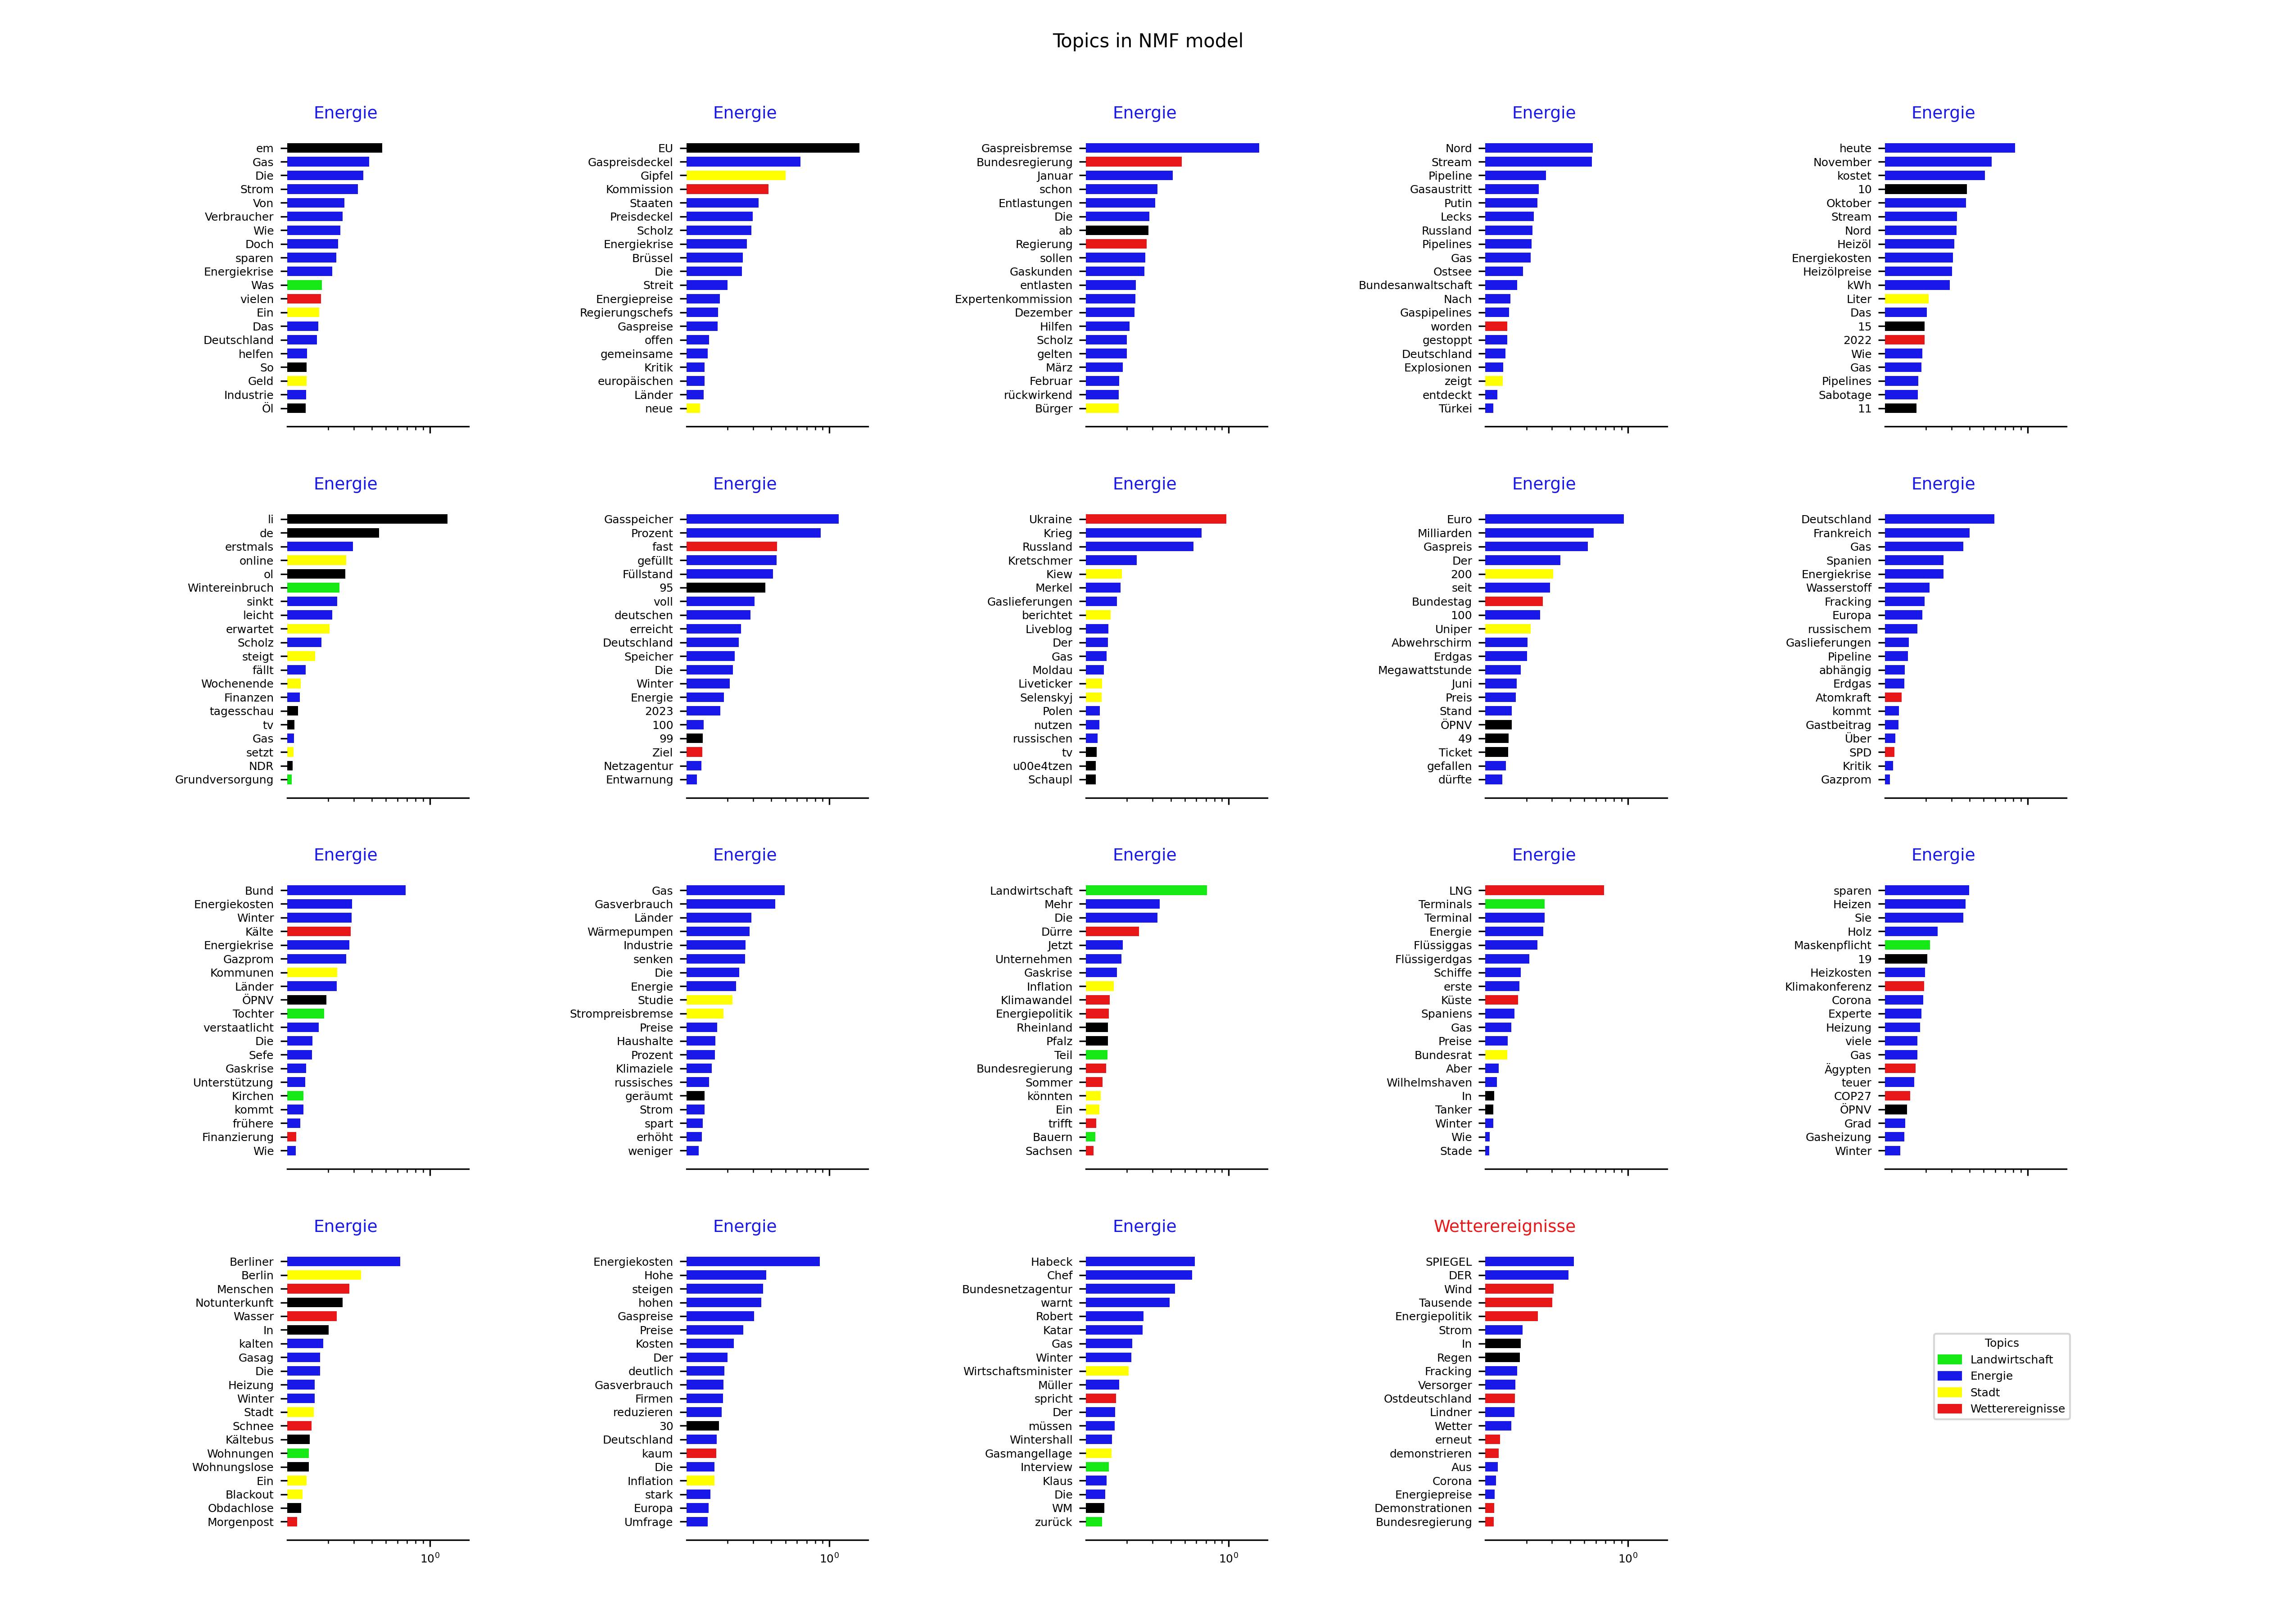 Topics in NMF model
Energie
em
Gas
Die
Strom
Von
Verbraucher
Wie
Doch
sparen
Energiekrise
Was
vielen
Ein
Das
Deutschland
helfen
So
Geld
Industrie
Öl
Energie
EU
Gaspreisdeckel
Gipfel
Kommission
Staaten
Preisdeckel
Scholz
Energiekrise
Brüssel
Die
Streit
Energiepreise
Regierungschefs
Gaspreise
offen
gemeinsame
Kritik
europäischen
Länder
neue
Energie
Gaspreisbremse
Bundesregierung
Januar
schon
Entlastungen
Die
ab
Regierung
sollen
Gaskunden
entlasten
Expertenkommission
Dezember
Hilfen
Scholz
gelten
März
Februar
rückwirkend
Bürger
Energie
Nord
Stream
Pipeline
Gasaustritt
Putin
Lecks
Russland
Pipelines
Gas
Ostsee
Bundesanwaltschaft
Nach
Gaspipelines
worden
gestoppt
Deutschland
Explosionen
zeigt
entdeckt
Türkei
Energie
heute
November
kostet
10
Oktober
Stream
Nord
Heizöl
Energiekosten
Heizölpreise
kWh
Liter
Das
15
2022
Wie
Gas
Pipelines
Sabotage
11
Energie
li
de
erstmals
online
ol
Wintereinbruch
sinkt
leicht
erwartet
Scholz
steigt
fällt
Wochenende
Finanzen
tagesschau
tv
Gas
setzt
NDR
Grundversorgung
Energie
Gasspeicher
Prozent
fast
gefüllt
Füllstand
95
voll
deutschen
erreicht
Deutschland
Speicher
Die
Winter
Energie
2023
100
99
Ziel
Netzagentur
Entwarnung
Energie
Ukraine
Krieg
Russland
Kretschmer
Kiew
Merkel
Gaslieferungen
berichtet
Liveblog
Der
Gas
Moldau
Liveticker
Selenskyj
Polen
nutzen
russischen
tv
u00e4tzen
Schaupl
Energie
Euro
Milliarden
Gaspreis
Der
200
seit
Bundestag
100
Uniper
Abwehrschirm
Erdgas
Megawattstunde
Juni
Preis
Stand
ÖPNV
49
Ticket
gefallen
dürfte
Energie
Deutschland
Frankreich
Gas
Spanien
Energiekrise
Wasserstoff
Fracking
Europa
russischem
Gaslieferungen
Pipeline
abhängig
Erdgas
Atomkraft
kommt
Gastbeitrag
Über
SPD
Kritik
Gazprom
Energie
Bund
Energiekosten
Winter
Kälte
Energiekrise
Gazprom
Kommunen
Länder
ÖPNV
Tochter
verstaatlicht
Die
Sefe
Gaskrise
Unterstützung
Kirchen
kommt
frühere
Finanzierung
Wie
Energie
Gas
Gasverbrauch
Länder
Wärmepumpen
Industrie
senken
Die
Energie
Studie
Strompreisbremse
Preise
Haushalte
Prozent
Klimaziele
russisches
geräumt
Strom
spart
erhöht
weniger
Energie
Landwirtschaft
Mehr
Die
Dürre
Jetzt
Unternehmen
Gaskrise
Inflation
Klimawandel
Energiepolitik
Rheinland
Pfalz
Teil
Bundesregierung
Sommer
könnten
Ein
trifft
Bauern
Sachsen
Energie
LNG
Terminals
Terminal
Energie
Flüssiggas
Flüssigerdgas
Schiffe
erste
Küste
Spaniens
Gas
Preise
Bundesrat
Aber
Wilhelmshaven
In
Tanker
Winter
Wie
Stade
Energie
sparen
Heizen
Sie
Holz
Maskenpflicht
19
Heizkosten
Klimakonferenz
Corona
Experte
Heizung
viele
Gas
Ägypten
teuer
COP27
ÖPNV
Grad
Gasheizung
Winter
Energie
Berliner
Berlin
Menschen
Notunterkunft
Wasser
In
kalten
Gasag
Die
Heizung
Winter
Stadt
Schnee
Kältebus
Wohnungen
Wohnungslose
Ein
Blackout
Obdachlose
Morgenpost
10⁰
Energie
Energiekosten
Hohe
steigen
hohen
Gaspreise
Preise
Kosten
Der
deutlich
Gasverbrauch
Firmen
reduzieren
30
Deutschland
kaum
Die
Inflation
stark
Europa
Umfrage
10⁰
Energie
Habeck
Chef
Bundesnetzagentur
warnt
Robert
Katar
Gas
Winter
Wirtschaftsminister
Müller
spricht
Der
müssen
Wintershall
Gasmangellage
Interview
Klaus
Die
WM
zurück
10⁰
Wetterereignisse
SPIEGEL
DER
Wind
Tausende
Energiepolitik
Strom
In
Regen
Fracking
Versorger
Ostdeutschland
Lindner
Wetter
erneut
demonstrieren
Aus
Corona
Energiepreise
Demonstrationen
Bundesregierung
10⁰
Topics
Landwirtschaft
Energie
Stadt
Wetterereignisse